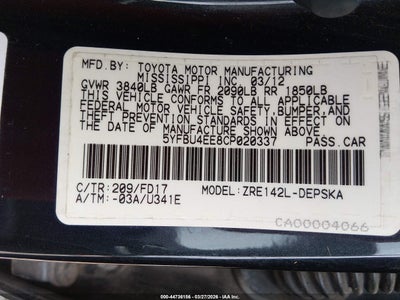 MFD.BY: TOYOTA MOTOR MANUFACTURING
MISSISSIPPI INC. 03/12
GVWR 3840LB GAWR FR 2090LB RR 1850LB
THIS VEHICLE CONFORMS TO ALL APPLICABLE
FEDERAL MOTOR VEHICLE SAFETY, BUMPER, AND
THEFT PREVENTION STANDARDS IN EFFECT ON
THE DATE OF MANUFACTURE SHOWN ABOVE.
5YFBU4EE8CP020337 PASS.CAR
C/TR: 209/FD17 MODEL: ZRE142L-DEPSKA
A/TM: -03A/U341E
CA00004066
000-44736156 - 03/27/2026 - IAA Inc.